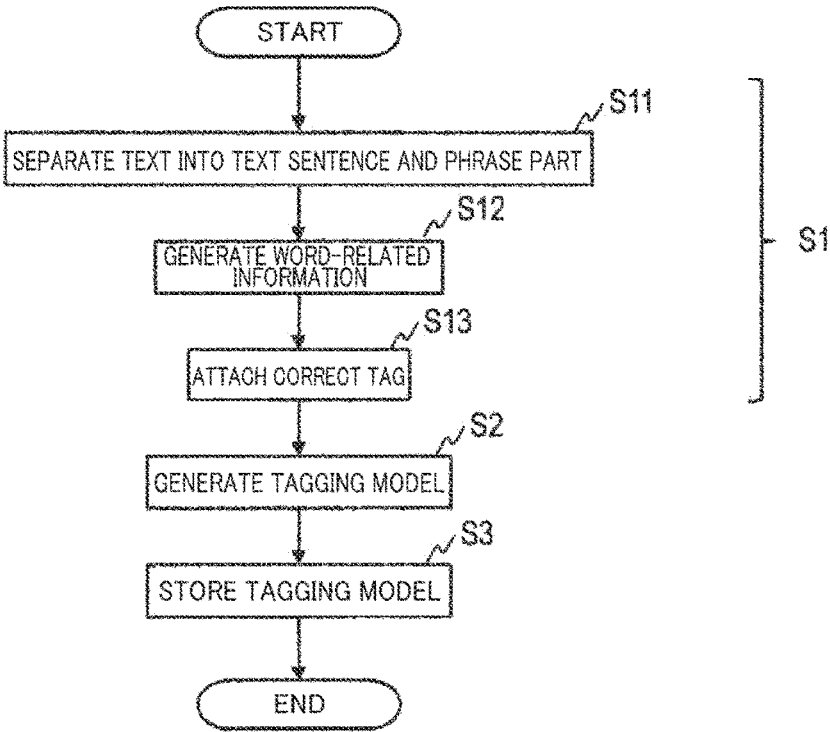 START
S11
SEPARATE TEXT INTO TEXT SENTENCE AND PHRASE PART
S12
GENERATE WORD-RELATED
INFORMATION
S1
S13
ATTACH CORRECT TAG
S2
GENERATE TAGGING MODEL
S3
STORE TAGGING MODEL
END